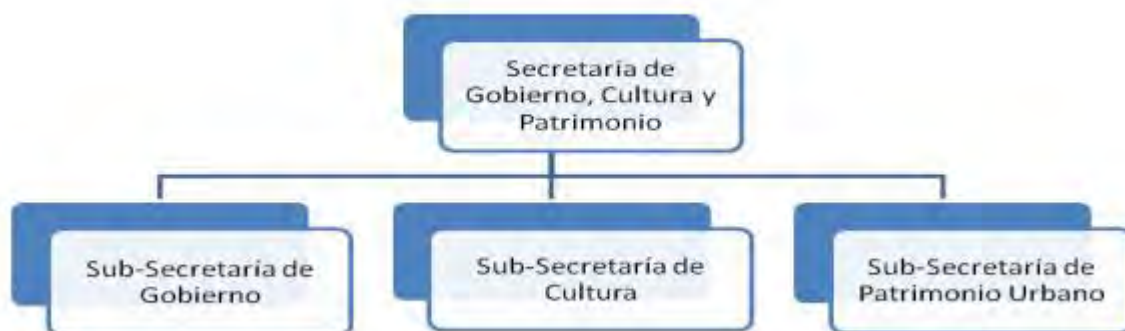 Secretaría de
Gobierno, Cultura y
Patrimonio
Sub-Secretaría de
Gobierno
Sub-Secretaría de
Cultura
Sub-Secretaría de
Patrimonio Urbano